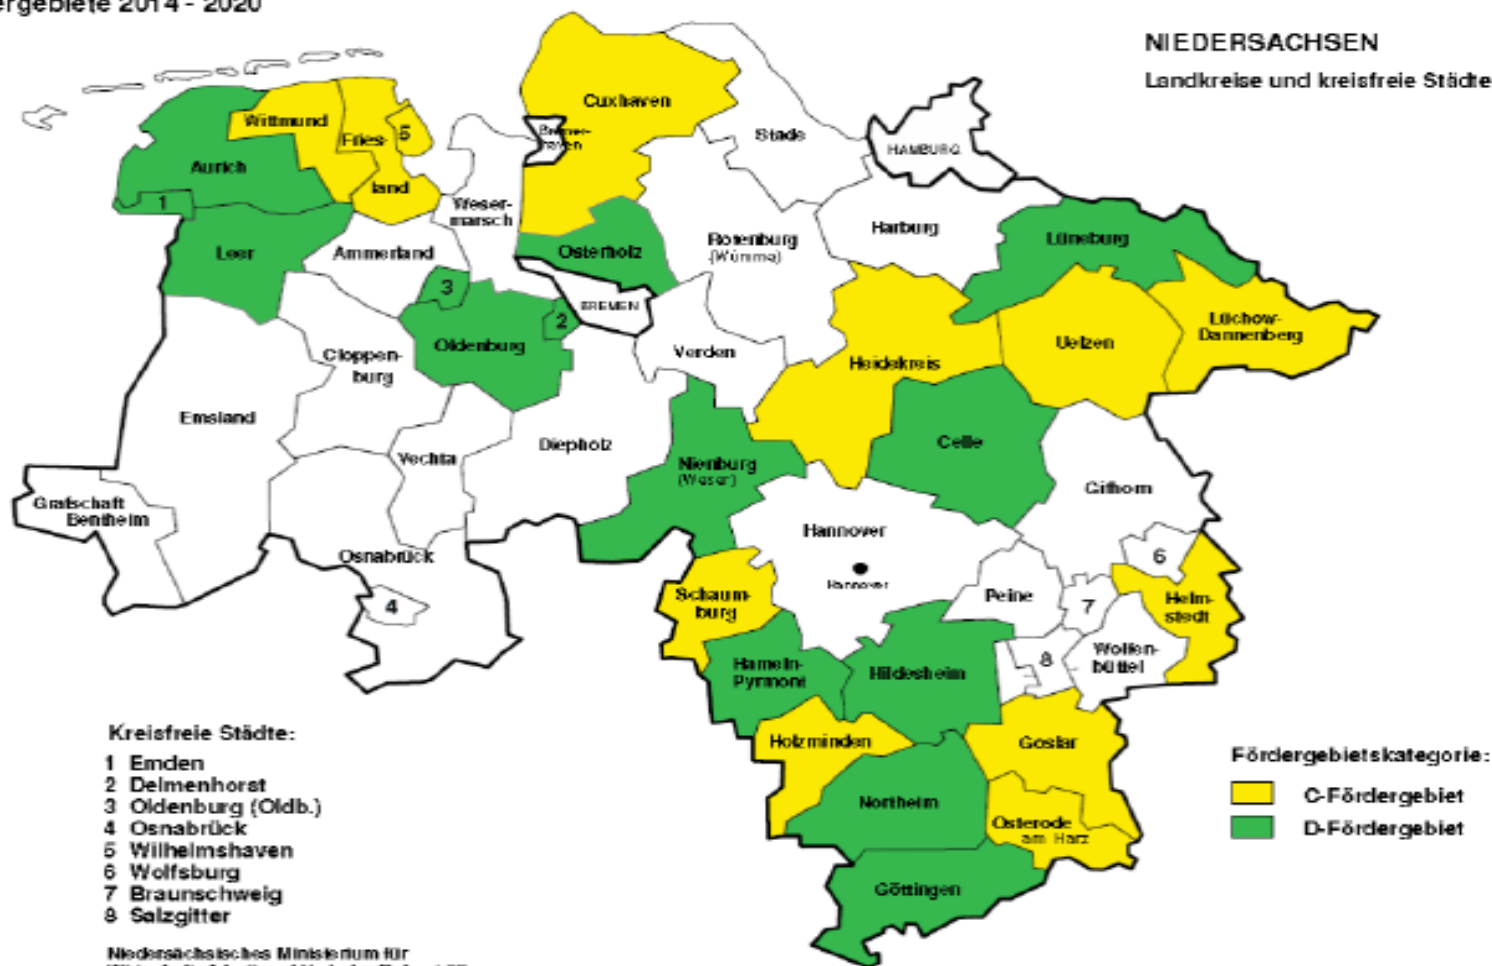 2014 - 2020
NIEDERSACHSEN
Landkreise und kreisfreie Städte
Cuxhaven
Wittmund
Fries-
land
5
Stade
HAMBURG
Aurich
1
Weser-
marsch
Leer
Ammerland
Osterholz
Rotenburg
(Wümme)
Harburg
Lüneburg
3
2
BREMEN
Oldenburg
Cloppen-
burg
Verden
Heidekreis
Uelzen
Lüchow-
Dannenberg
Emsland
Vechta
Diepholz
Nienburg
(Weser)
Celle
Gifhorn
Grafschaft
Bentheim
Osnabrück
4
Hannover
Hannover
Peine
6
7
Helm-
stedt
Schaum-
burg
Wolfen-
büttel
8
Hameln-
Pyrmont
Hildesheim
Holzminden
Goslar
Northeim
Osterode
am Harz
Göttingen
Kreisfreie Städte:
1 Emden
2 Delmenhorst
3 Oldenburg (Oldb.)
4 Osnabrück
5 Wilhelmshaven
6 Wolfsburg
7 Braunschweig
8 Salzgitter
Fördergebietskategorie:
C-Fördergebiet
D-Fördergebiet
Niedersächsisches Ministerium für